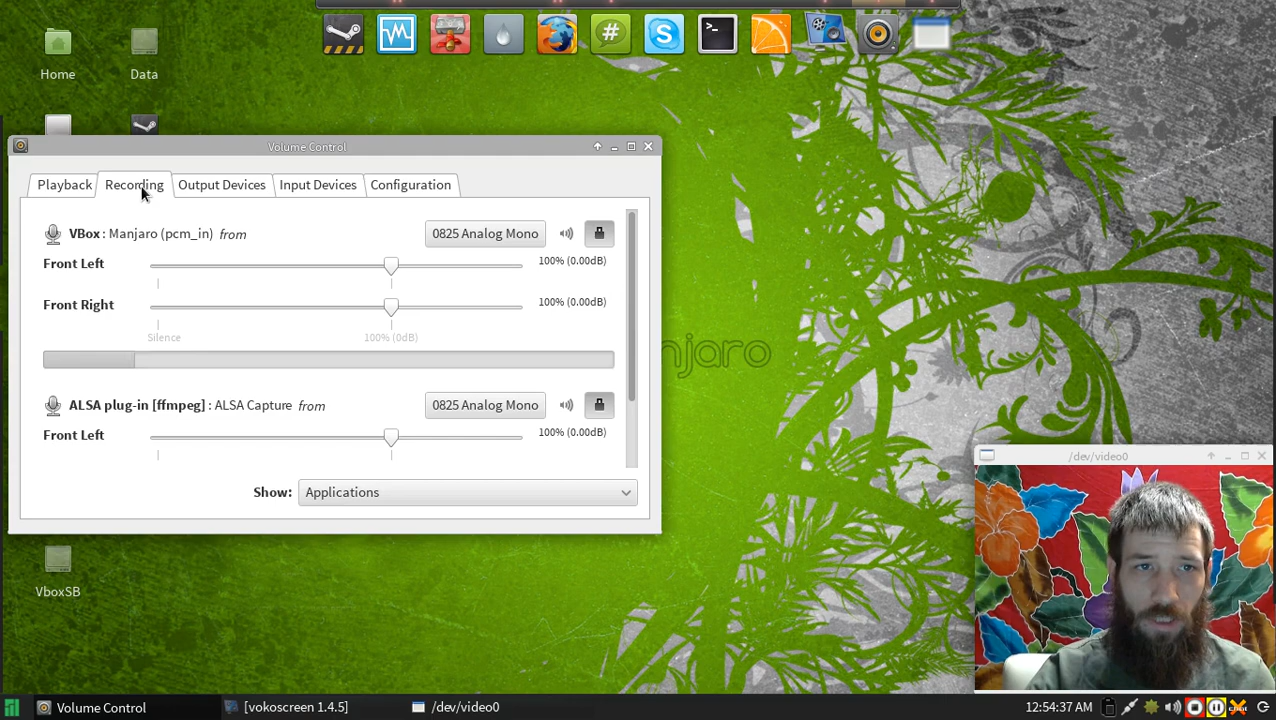 Home
Data
Volume Control
Playback
Recording
Output Devices
Input Devices
Configuration
VBox : Manjaro (pcm_in) from
0825 Analog Mono
Front Left
100% (0.00dB)
Front Right
100% (0.00dB)
Silence
100% (0dB)
ALSA plug-in [ffmpeg] : ALSA Capture from
0825 Analog Mono
Front Left
100% (0.00dB)
Show:
Applications
njaro
/dev/video0
VboxSB
Volume Control
[vokoscreen 1.4.5]
/dev/video0
12:54:37 AM